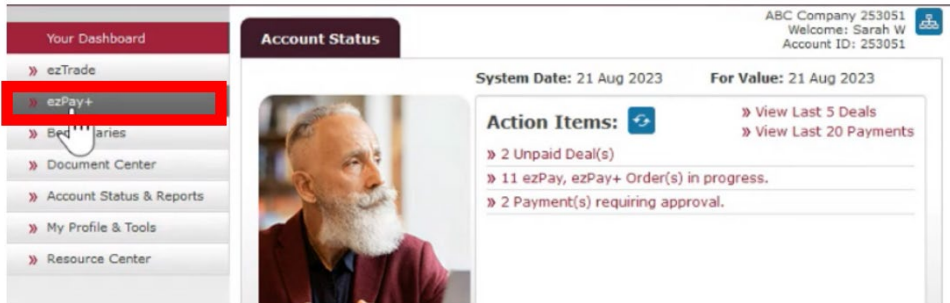 ABC Company 253051
Welcome: Sarah W
Account ID: 253051
Your Dashboard
Account Status
» ezTrade
» ezPay+
»
» Document Center
» Account Status & Reports
» My Profile & Tools
» Resource Center
System Date: 21 Aug 2023
For Value: 21 Aug 2023
Action Items:
» View Last 5 Deals
» View Last 20 Payments
» 2 Unpaid Deal(s)
» 11 ezPay, ezPay+ Order(s) in progress.
» 2 Payment(s) requiring approval.